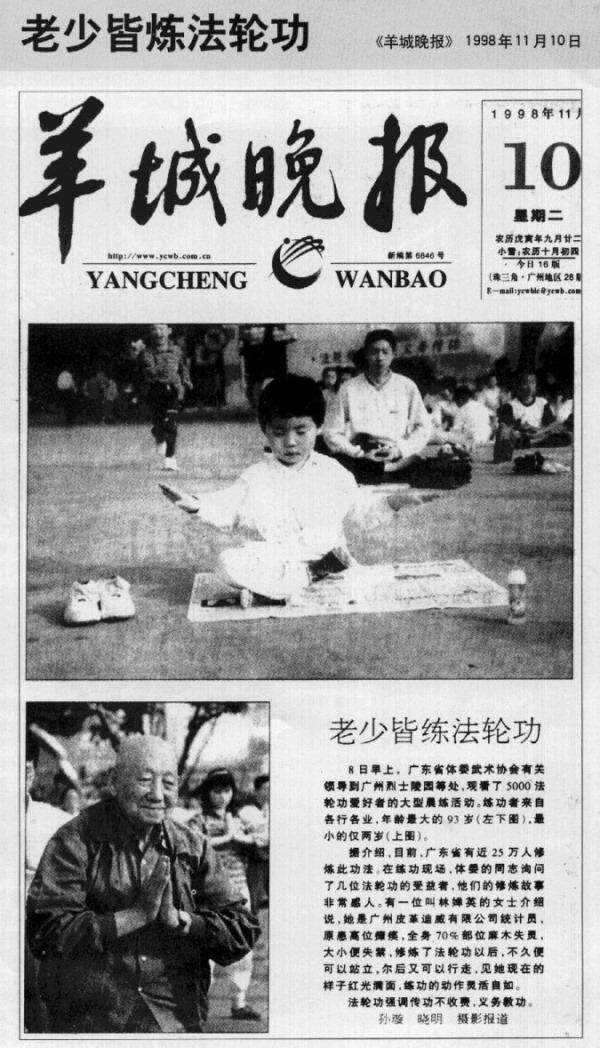 老少皆炼法轮功
《羊城晚报》 1998年11月10日
羊城晚报
1998年11月
10
星期二
农历戊寅年九月廿二
小雪:农历十月初四
今日16版
(珠三角·广州地区28版
E—mail:ycwblc@ycwb.com
http://www.ycwb.com.cn
新编第6846号
YANGCHENG WANBAO
老少皆练法轮功
8日早上,广东省体委武术协会有关
领导到广州烈士陵园等处,观看了5000法
轮功爱好者的大型晨练活动。练功者来自
各行各业,年龄最大的93岁(左下图),最
小的仅两岁(上图)。
据介绍,目前,广东省有近25万人修
炼此功法。在练功现场,体委的同志询问
了几位法轮功的受益者,他们的修炼故事
非常感人。有一位叫林婵英的女士介绍
说,她是广州皮革迪威有限公司统计员,
原患高位瘫痪,全身70%部位麻木失灵,
大小便失禁,修炼了法轮功以后,不久便
可以站立,尔后又可以行走,见她现在的
样子红光满面,练功的动作灵活自如。
法轮功强调传功不收费,义务教功。
孙璇 晓明 摄影报道